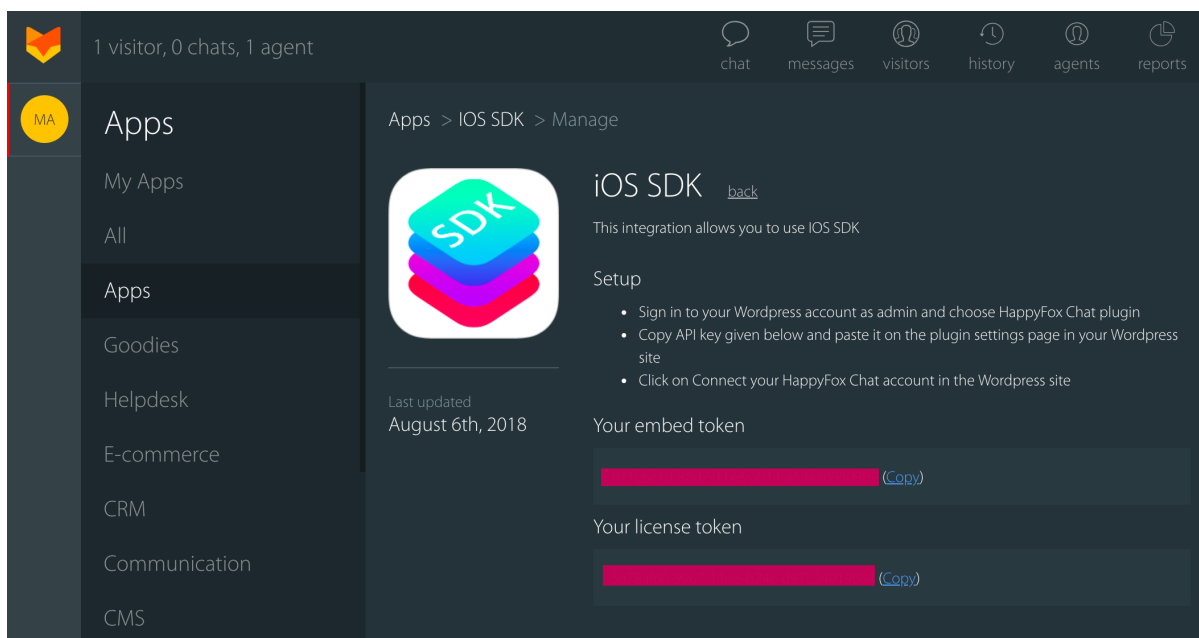 1 visitor, 0 chats, 1 agent
chat
messages
visitors
history
agents
reports
MA
Apps
My Apps
All
Apps
Goodies
Helpdesk
E-commerce
CRM
Communication
CMS
Apps > IOS SDK > Manage
SDK
Last updated
August 6th, 2018
iOS SDK back
This integration allows you to use IOS SDK
Setup
• Sign in to your Wordpress account as admin and choose HappyFox Chat plugin
• Copy API key given below and paste it on the plugin settings page in your Wordpress
site
• Click on Connect your HappyFox Chat account in the Wordpress site
Your embed token
(Copy)
Your license token
(Copy)